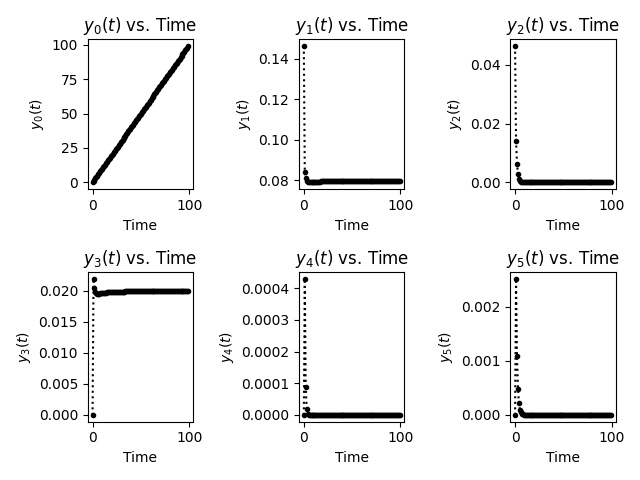 y₀(t) vs. Time
y₀(t)
100
75
50
25
0
0
100
Time
y₁(t) vs. Time
y₁(t)
0.14
0.12
0.10
0.08
0
100
Time
y₂(t) vs. Time
y₂(t)
0.04
0.02
0.00
0
100
Time
y₃(t) vs. Time
y₃(t)
0.020
0.015
0.010
0.005
0.000
0
100
Time
y₄(t) vs. Time
y₄(t)
0.0004
0.0003
0.0002
0.0001
0.0000
0
100
Time
y₅(t) vs. Time
y₅(t)
0.002
0.001
0.000
0
100
Time